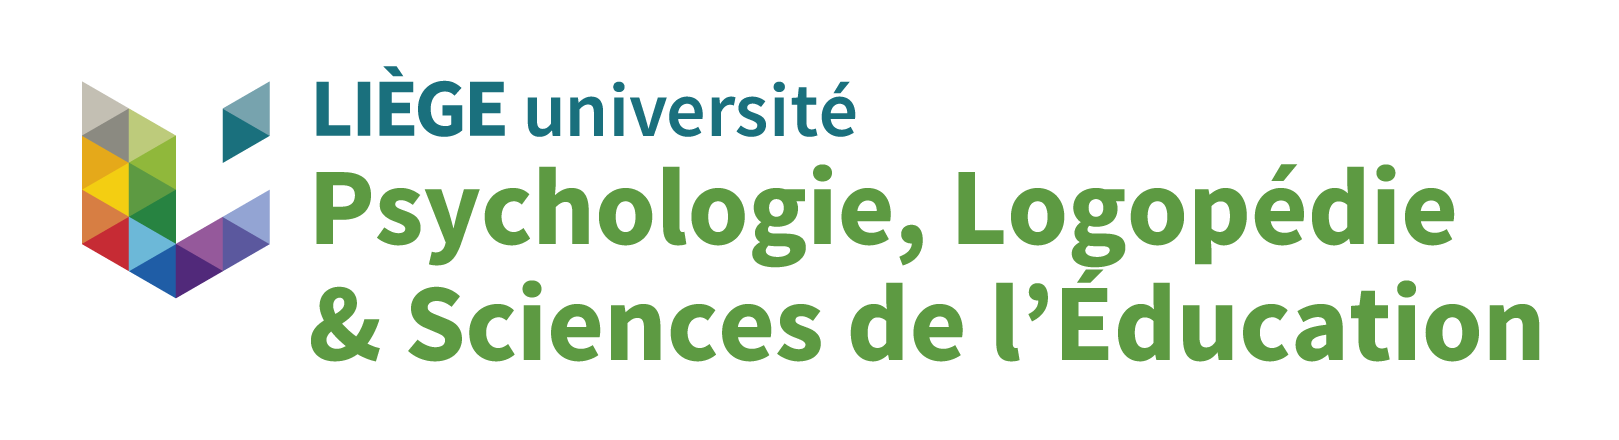 LIÈGE université
Psychologie, Logopédie
& Sciences de l’Éducation